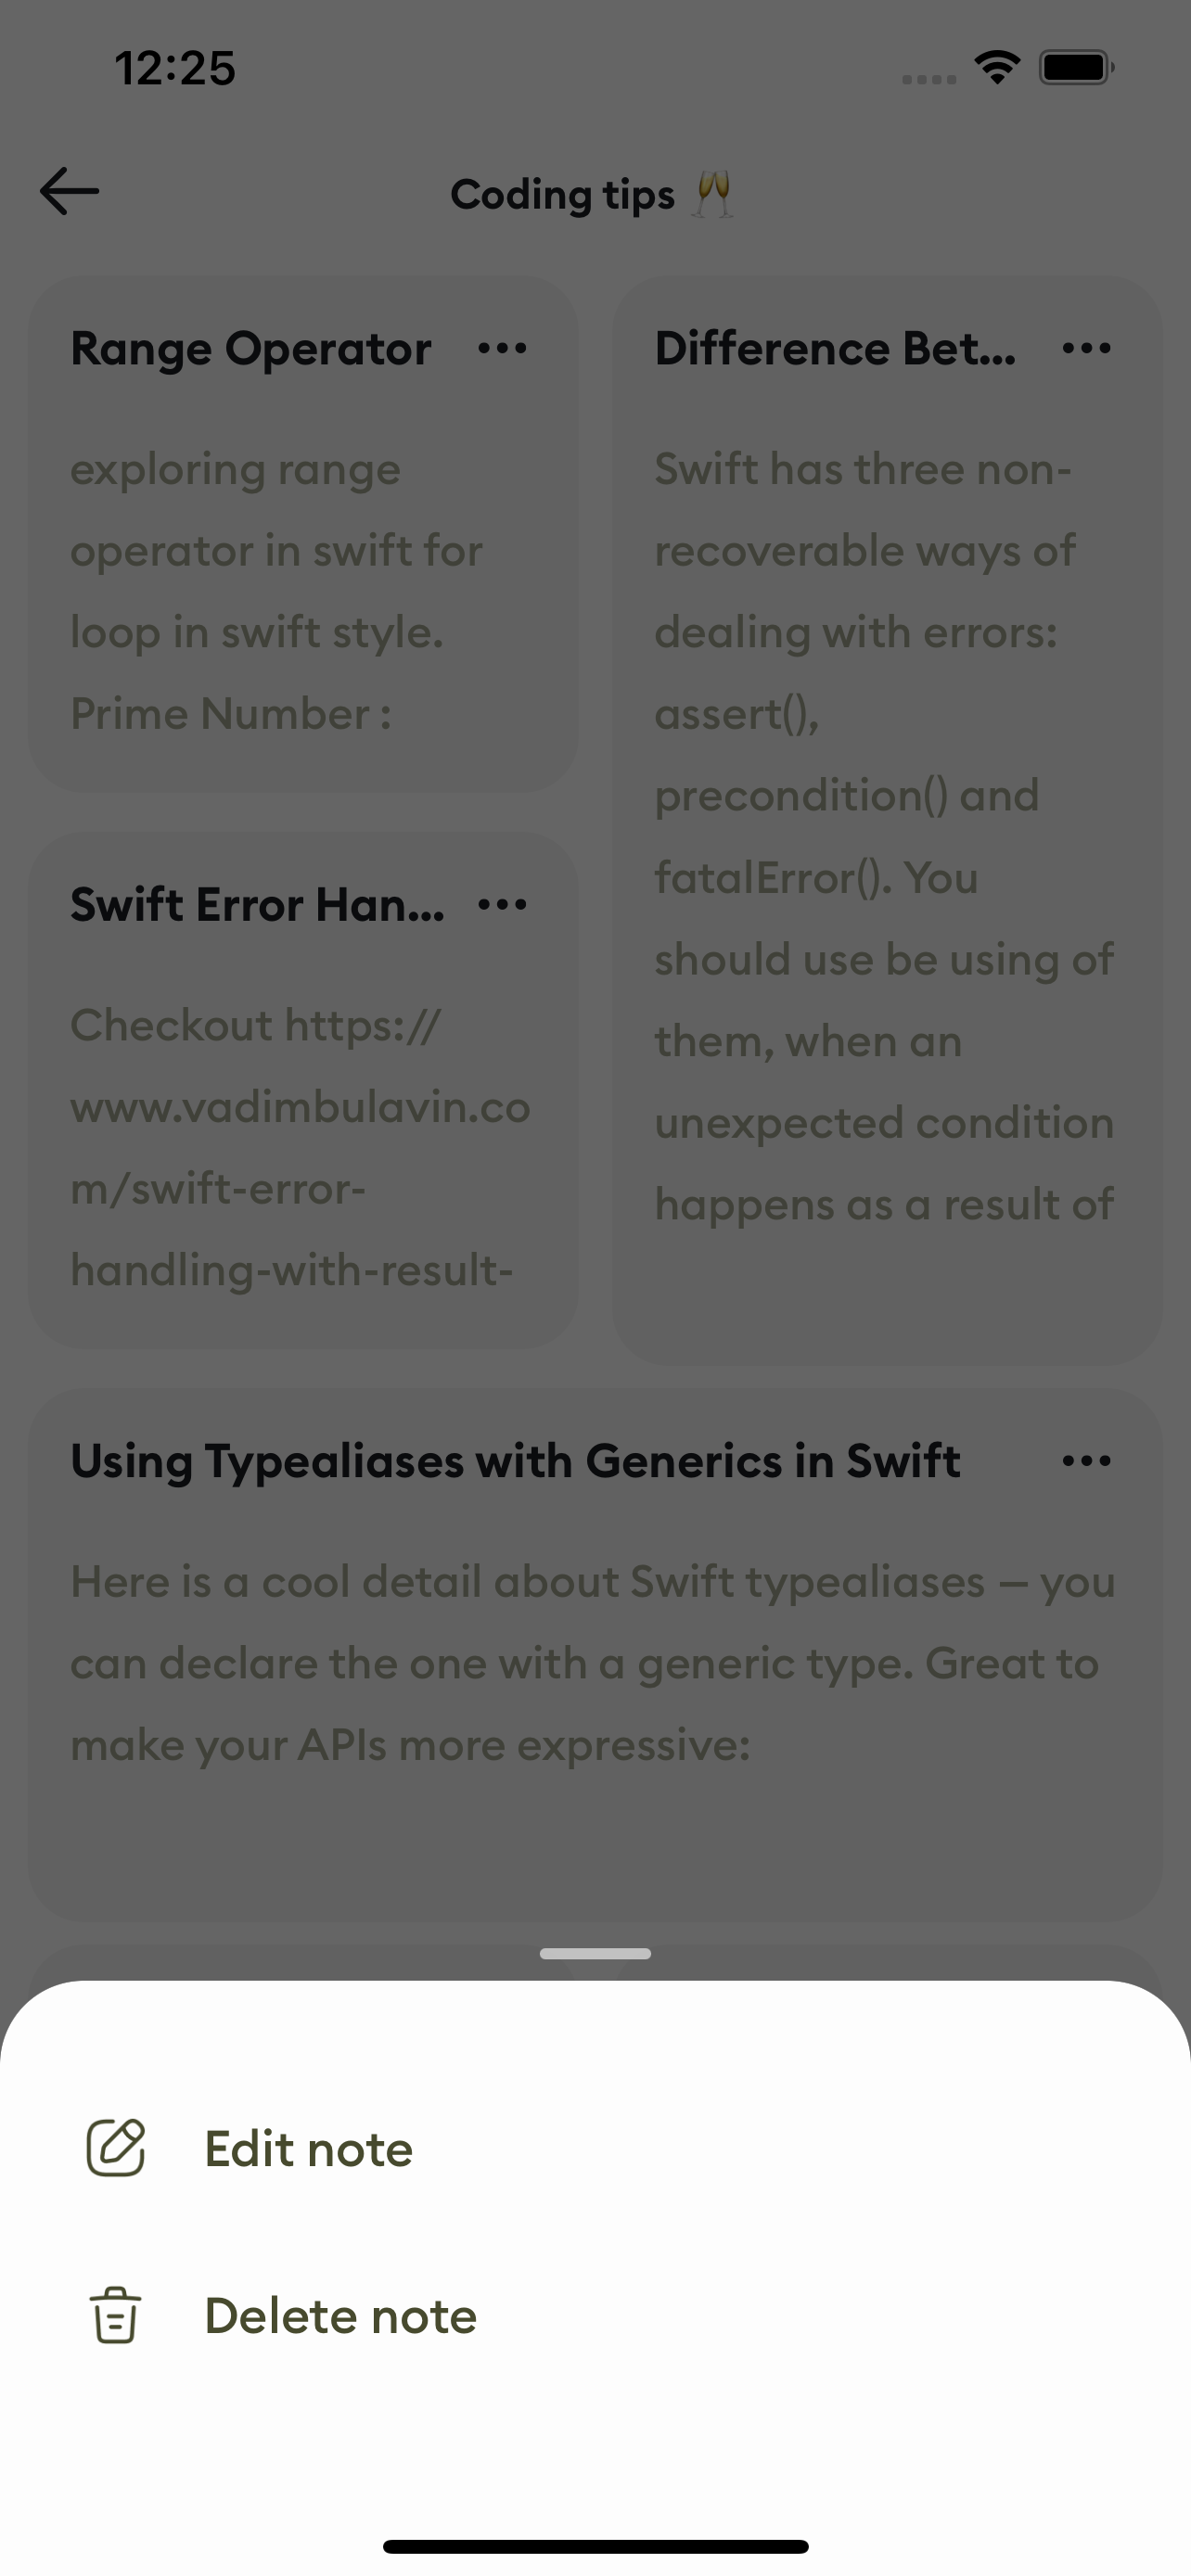 12:25
Coding tips 🥂
Range Operator
exploring range
operator in swift for
loop in swift style.
Prime Number :
Difference Bet...
Swift has three non-
recoverable ways of
dealing with errors:
assert(),
precondition() and
fatalError(). You
should use be using of
them, when an
unexpected condition
happens as a result of
Swift Error Han...
Checkout https://
www.vadimbulavin.co
m/swift-error-
handling-with-result-
Using Typealiases with Generics in Swift
Here is a cool detail about Swift typealiases — you
can declare the one with a generic type. Great to
make your APIs more expressive:
Edit note
Delete note